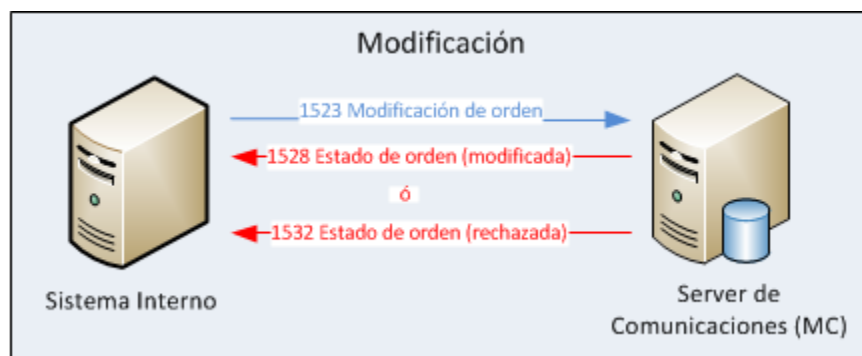 Modificación
1523 Modificación de orden
1528 Estado de orden (modificada)
ó
1532 Estado de orden (rechazada)
Sistema Interno
Server de
Comunicaciones (MC)